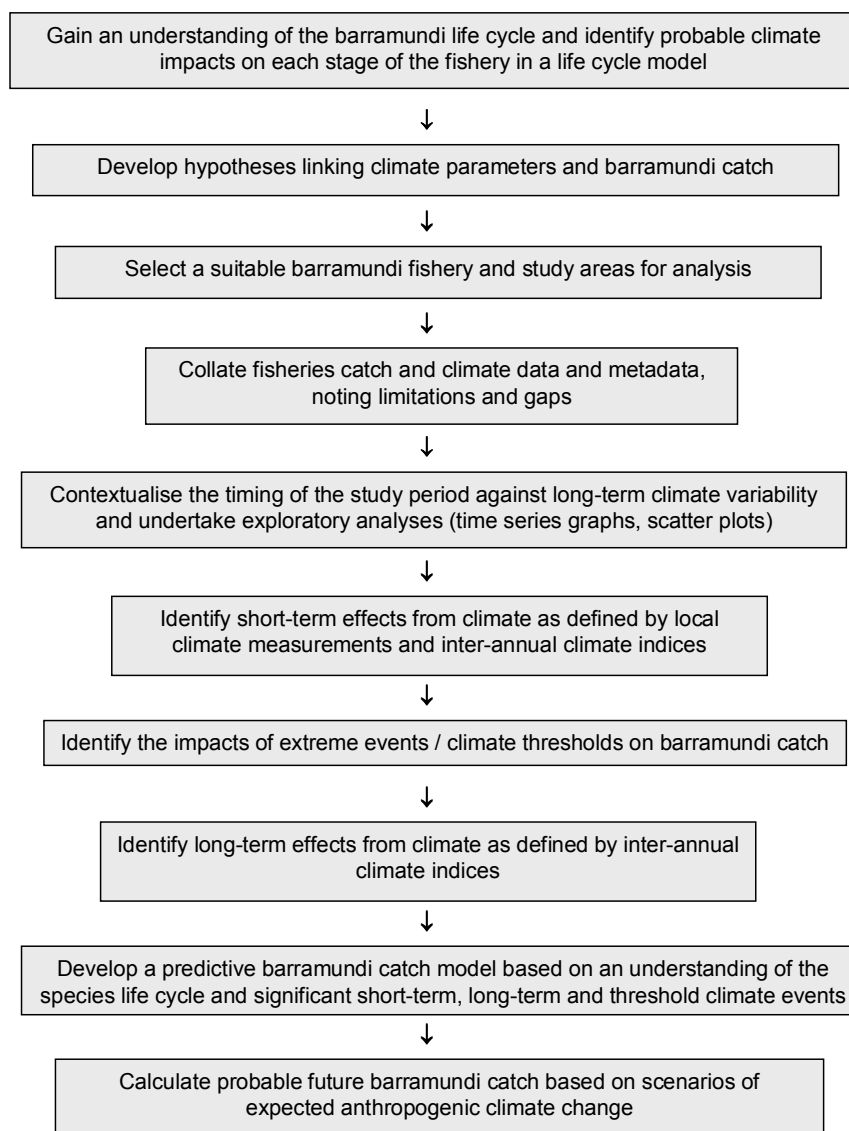 Gain an understanding of the barramundi life cycle and identify probable climate
impacts on each stage of the fishery in a life cycle model
↓
Develop hypotheses linking climate parameters and barramundi catch
↓
Select a suitable barramundi fishery and study areas for analysis
↓
Collate fisheries catch and climate data and metadata,
noting limitations and gaps
↓
Contextualise the timing of the study period against long-term climate variability
and undertake exploratory analyses (time series graphs, scatter plots)
↓
Identify short-term effects from climate as defined by local
climate measurements and inter-annual climate indices
↓
Identify the impacts of extreme events / climate thresholds on barramundi catch
↓
Identify long-term effects from climate as defined by inter-annual
climate indices
↓
Develop a predictive barramundi catch model based on an understanding of the
species life cycle and significant short-term, long-term and threshold climate events
↓
Calculate probable future barramundi catch based on scenarios of
expected anthropogenic climate change